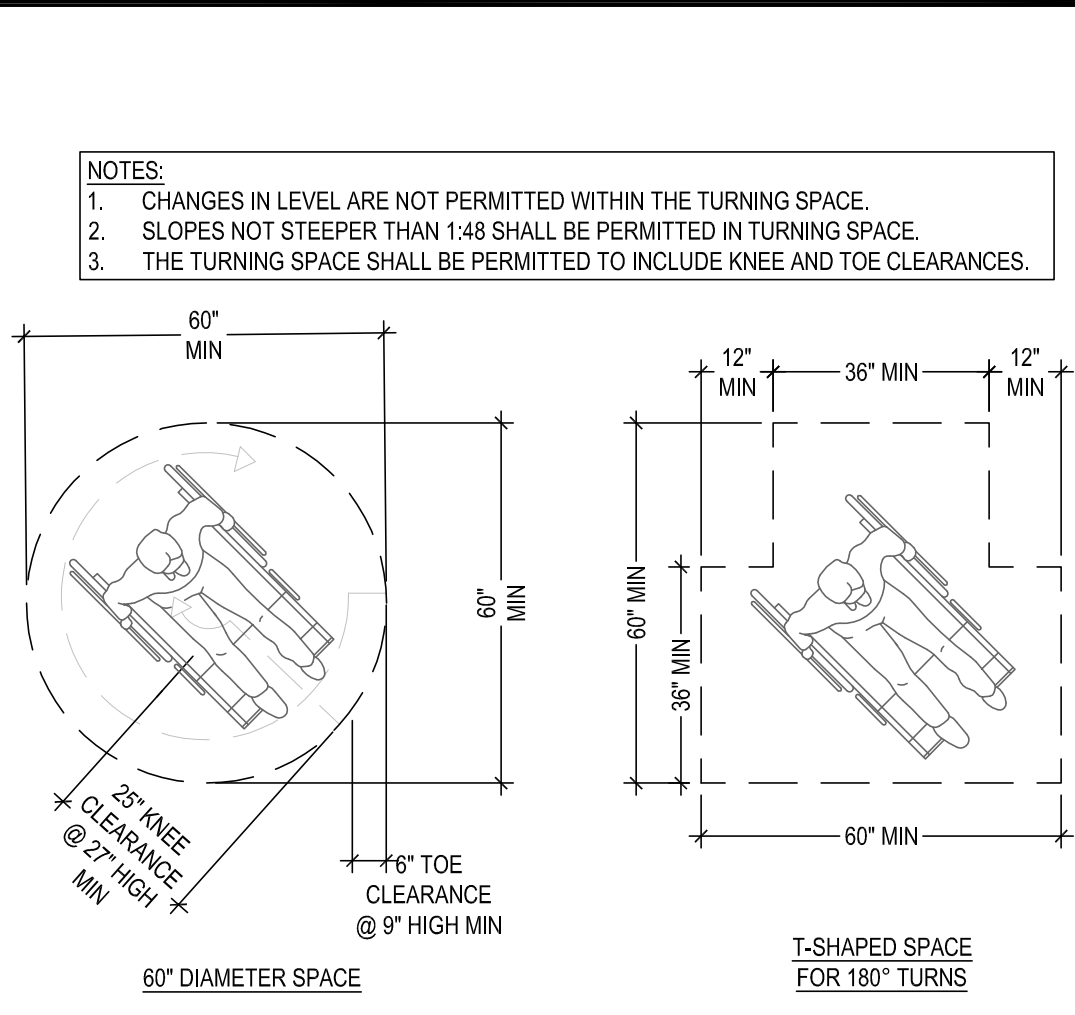 NOTES:
1. CHANGES IN LEVEL ARE NOT PERMITTED WITHIN THE TURNING SPACE.
2. SLOPES NOT STEEPER THAN 1:48 SHALL BE PERMITTED IN TURNING SPACE.
3. THE TURNING SPACE SHALL BE PERMITTED TO INCLUDE KNEE AND TOE CLEARANCES.
60"
MIN
60"
MIN
25" KNEE
CLEARANCE
@ 27" HIGH
MIN
6" TOE
CLEARANCE
@ 9" HIGH MIN
60" DIAMETER SPACE
12"
MIN
36" MIN
12"
MIN
60" MIN
36" MIN
60" MIN
T-SHAPED SPACE
FOR 180° TURNS